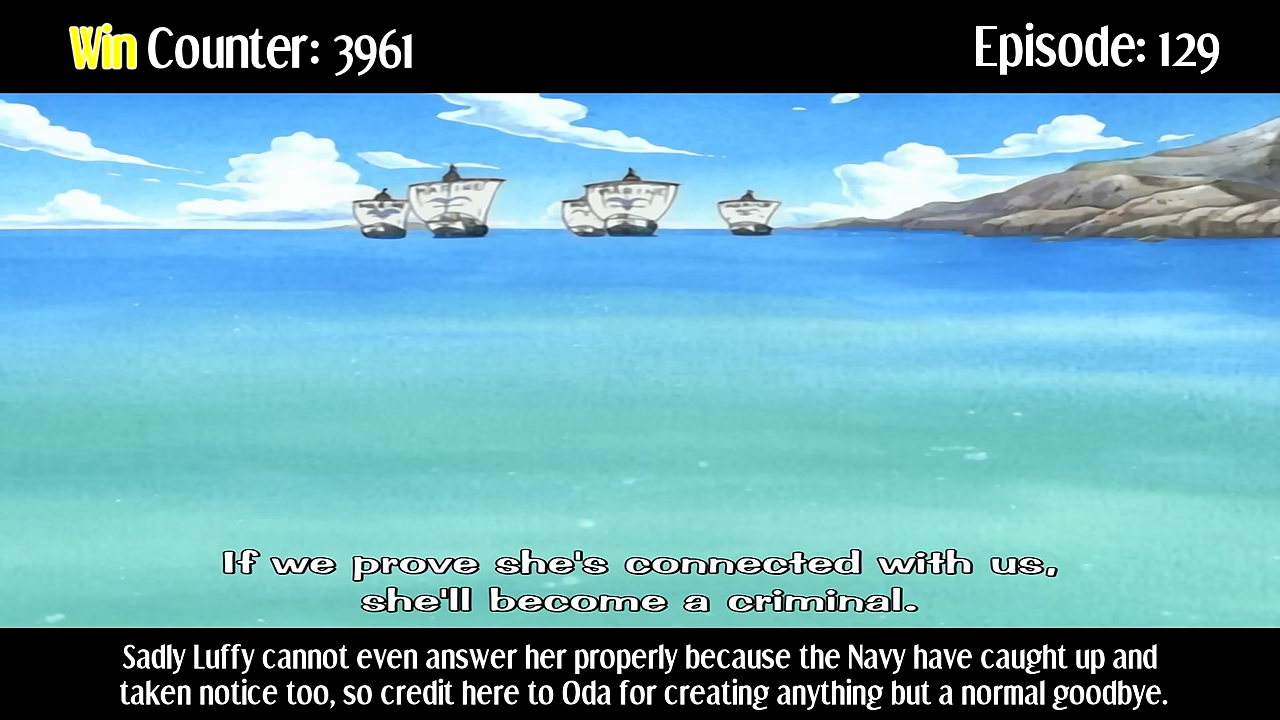 Win Counter: 3961
Episode: 129
MARINE
MARINE
If we prove she's connected with us,
she'll become a criminal.
Sadly Luffy cannot even answer her properly because the Navy have caught up and
taken notice too, so credit here to Oda for creating anything but a normal goodbye.